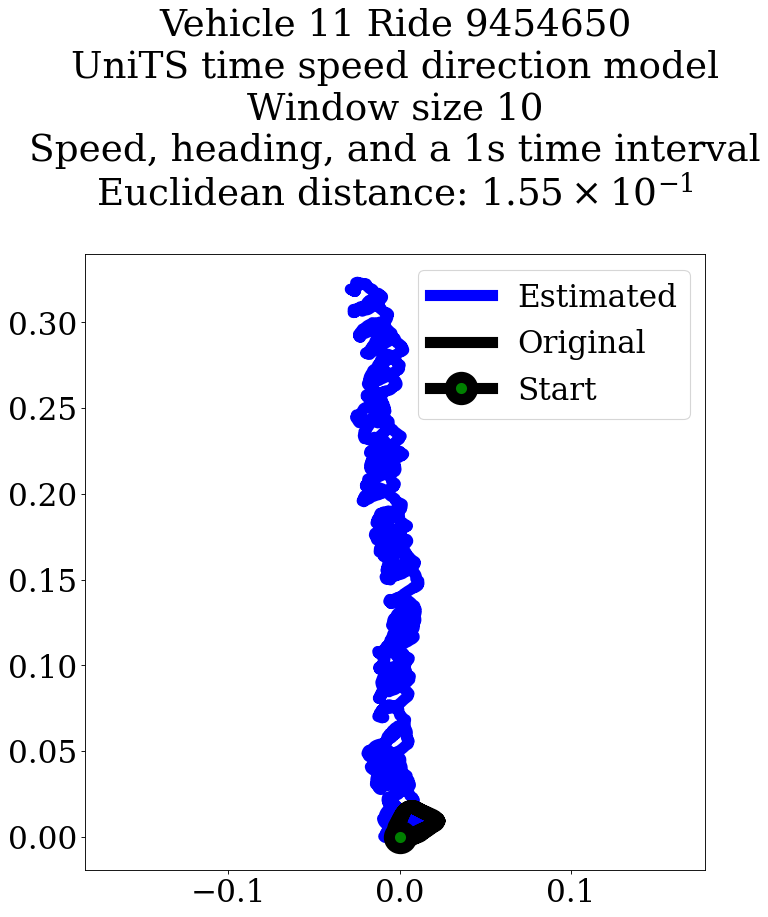 Vehicle 11 Ride 9454650
UniTS time speed direction model
Window size 10
Speed, heading, and a 1s time interval
Euclidean distance: 1.55 × 10⁻¹
Estimated
Original
Start
0.30
0.25
0.20
0.15
0.10
0.05
0.00
−0.1 0.0 0.1